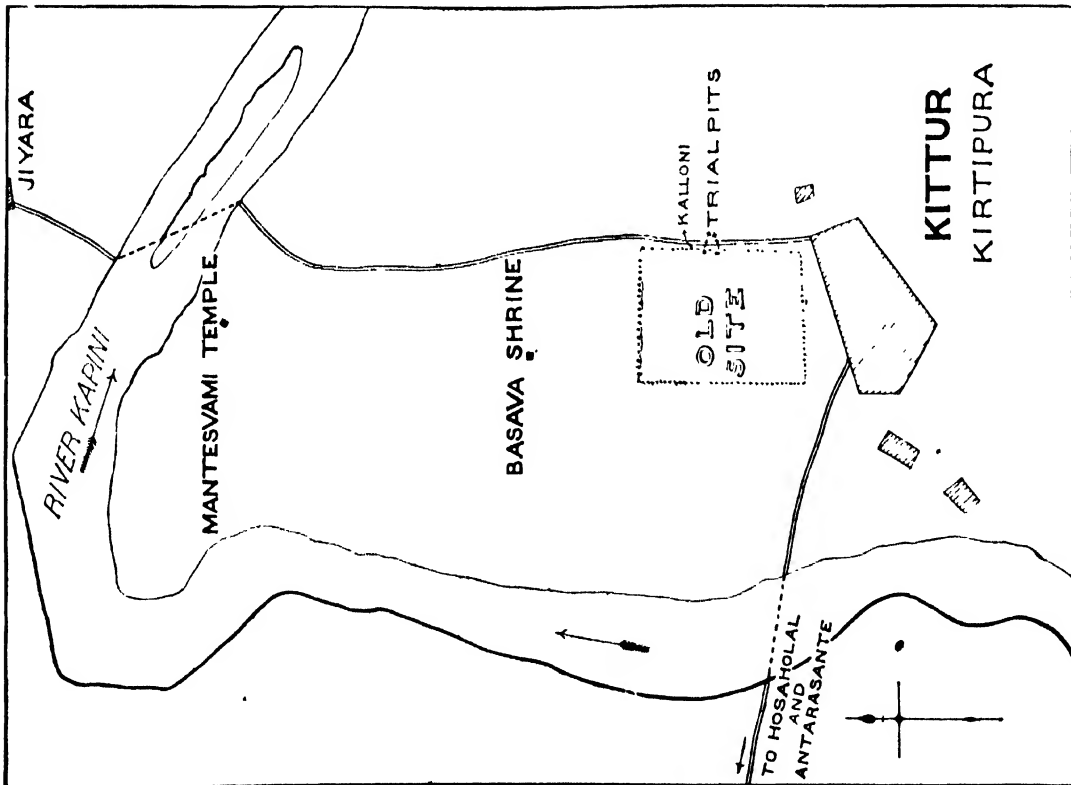 JIYARA
RIVER KAPINI
MANTESVAMI TEMPLE
BASAVA SHRINE
KALLONI
TRIAL PITS
OLD
SITE
KITTUR
KIRTIPURA
TO HOSAHOLAL
AND
ANTARASANTE